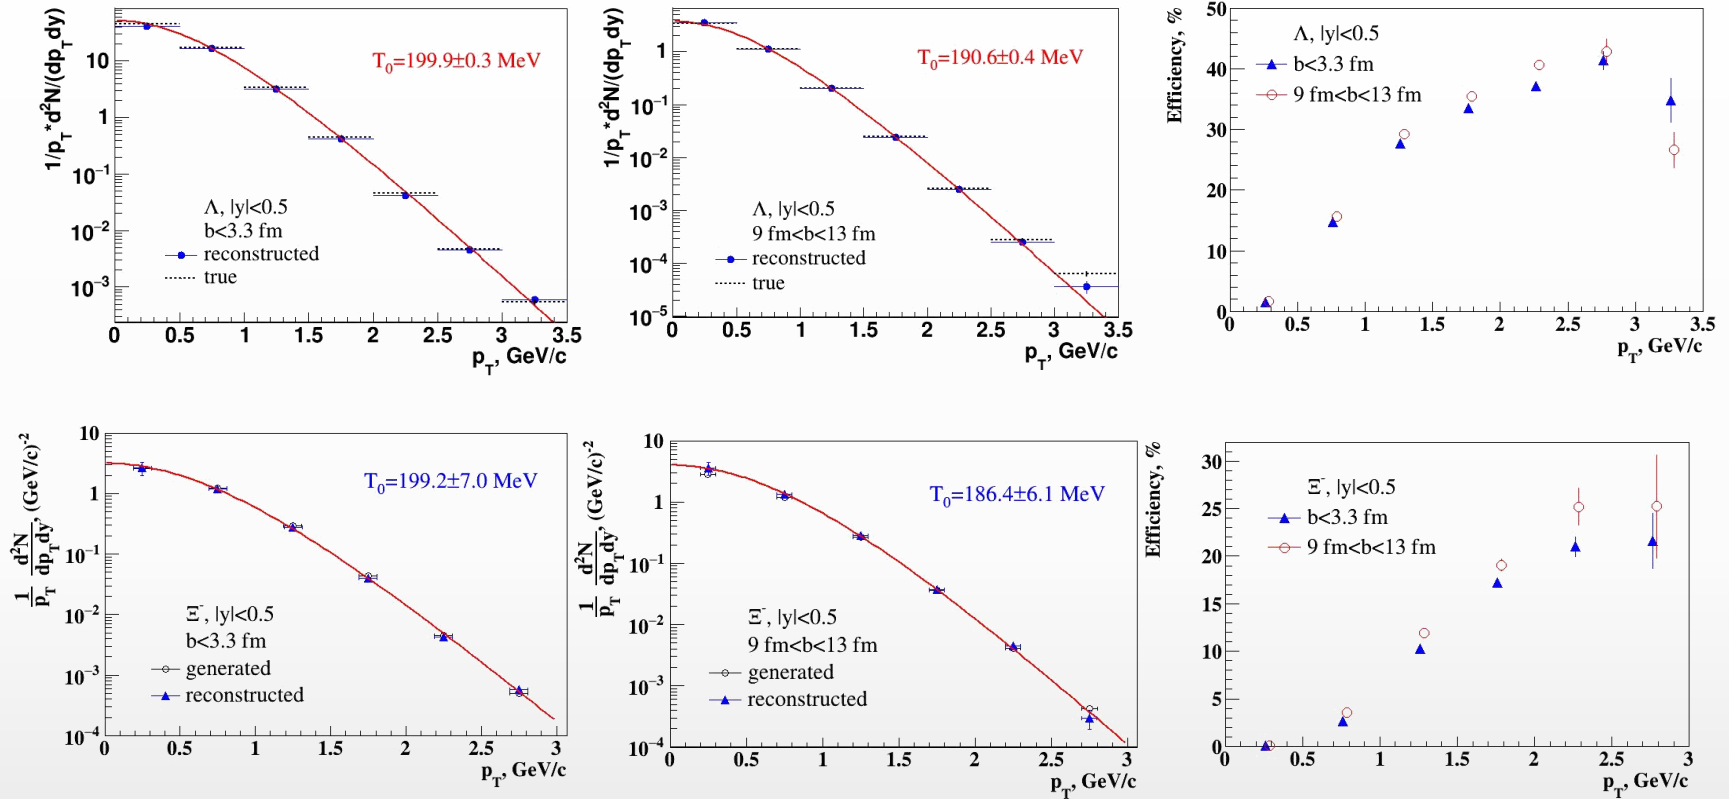 1/p_T*d²N/(dp_Tdy)
10
1
10⁻¹
10⁻²
10⁻³
T₀=199.9±0.3 MeV
Λ, |y|<0.5
b<3.3 fm
reconstructed
true
0 0.5 1 1.5 2 2.5 3 3.5
p_T, GeV/c
1/p_T*d²N/(dp_Tdy)
1
10⁻¹
10⁻²
10⁻³
10⁻⁴
10⁻⁵
T₀=190.6±0.4 MeV
Λ, |y|<0.5
9 fm<b<13 fm
reconstructed
true
0 0.5 1 1.5 2 2.5 3 3.5
p_T, GeV/c
Efficiency, %
50
40
30
20
10
0
Λ, |y|<0.5
b<3.3 fm
9 fm<b<13 fm
0 0.5 1 1.5 2 2.5 3 3.5
p_T, GeV/c
1/p_T d²N/dp_Tdy, (GeV/c)⁻²
10
1
10⁻¹
10⁻²
10⁻³
10⁻⁴
T₀=199.2±7.0 MeV
Ξ⁻, |y|<0.5
b<3.3 fm
generated
reconstructed
0 0.5 1 1.5 2 2.5 3
p_T, GeV/c
1/p_T d²N/dp_Tdy, (GeV/c)⁻²
10
1
10⁻¹
10⁻²
10⁻³
10⁻⁴
T₀=186.4±6.1 MeV
Ξ⁻, |y|<0.5
9 fm<b<13 fm
generated
reconstructed
0 0.5 1 1.5 2 2.5 3
p_T, GeV/c
Efficiency, %
30
25
20
15
10
5
0
Ξ⁻, |y|<0.5
b<3.3 fm
9 fm<b<13 fm
0 0.5 1 1.5 2 2.5 3
p_T, GeV/c